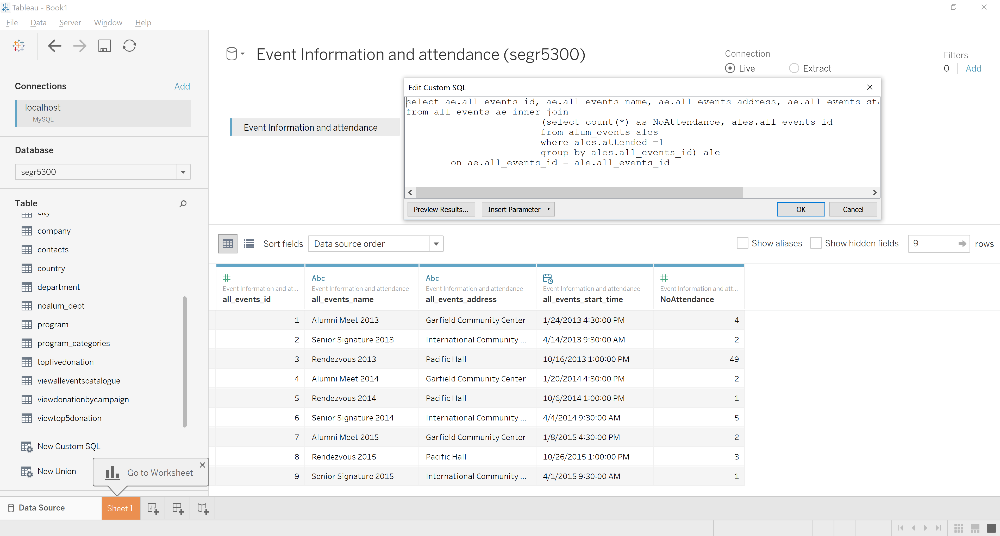 Tableau - Book1
File Data Server Window Help
Connections Add
localhost
MySQL
Database
segr5300
Table
city
company
contacts
country
department
noalum_dept
program
program_categories
topfivedonation
viewalleventscatalogue
viewdonationbycampaign
viewtop5donation
New Custom SQL
New Union
Go to Worksheet
Event Information and attendance (segr5300)
Connection
Live Extract
Filters
0 Add
Event Information and attendance
Edit Custom SQL
select ae.all_events_id, ae.all_events_name, ae.all_events_address, ae.all_events_sta
from all_events ae inner join
(select count(*) as NoAttendance, ales.all_events_id
from alum_events ales
where ales.attended =1
group by ales.all_events_id) ale
on ae.all_events_id = ale.all_events_id
Preview Results... Insert Parameter OK Cancel
Sort fields Data source order Show aliases Show hidden fields 9 rows
# Abc Abc #
Event Information and at... Event Information and attendance Event Information and attendance Event Information and attendance Event Information and att...
all_events_id all_events_name all_events_address all_events_start_time NoAttendance
1 Alumni Meet 2013 Garfield Community Center 1/24/2013 4:30:00 PM 4
2 Senior Signature 2013 International Community ... 4/14/2013 9:30:00 AM 2
3 Rendezvous 2013 Pacific Hall 10/16/2013 1:00:00 PM 49
4 Alumni Meet 2014 Garfield Community Center 1/20/2014 4:30:00 PM 2
5 Rendezvous 2014 Pacific Hall 10/6/2014 1:00:00 PM 1
6 Senior Signature 2014 International Community ... 4/4/2014 9:30:00 AM 5
7 Alumni Meet 2015 Garfield Community Center 1/8/2015 4:30:00 PM 2
8 Rendezvous 2015 Pacific Hall 10/26/2015 1:00:00 PM 3
9 Senior Signature 2015 International Community ... 4/1/2015 9:30:00 AM 1
Data Source Sheet 1